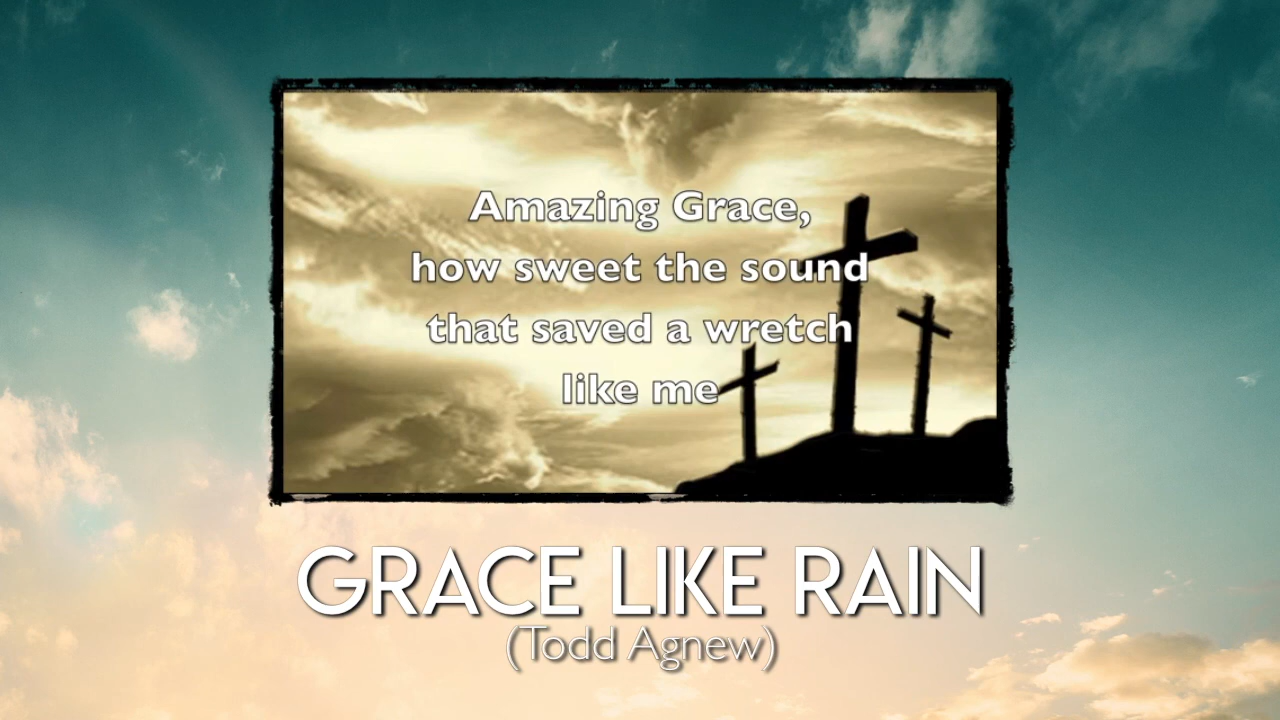 Amazing Grace,
how sweet the sound
that saved a wretch
like me
GRACE LIKE RAIN
(Todd Agnew)